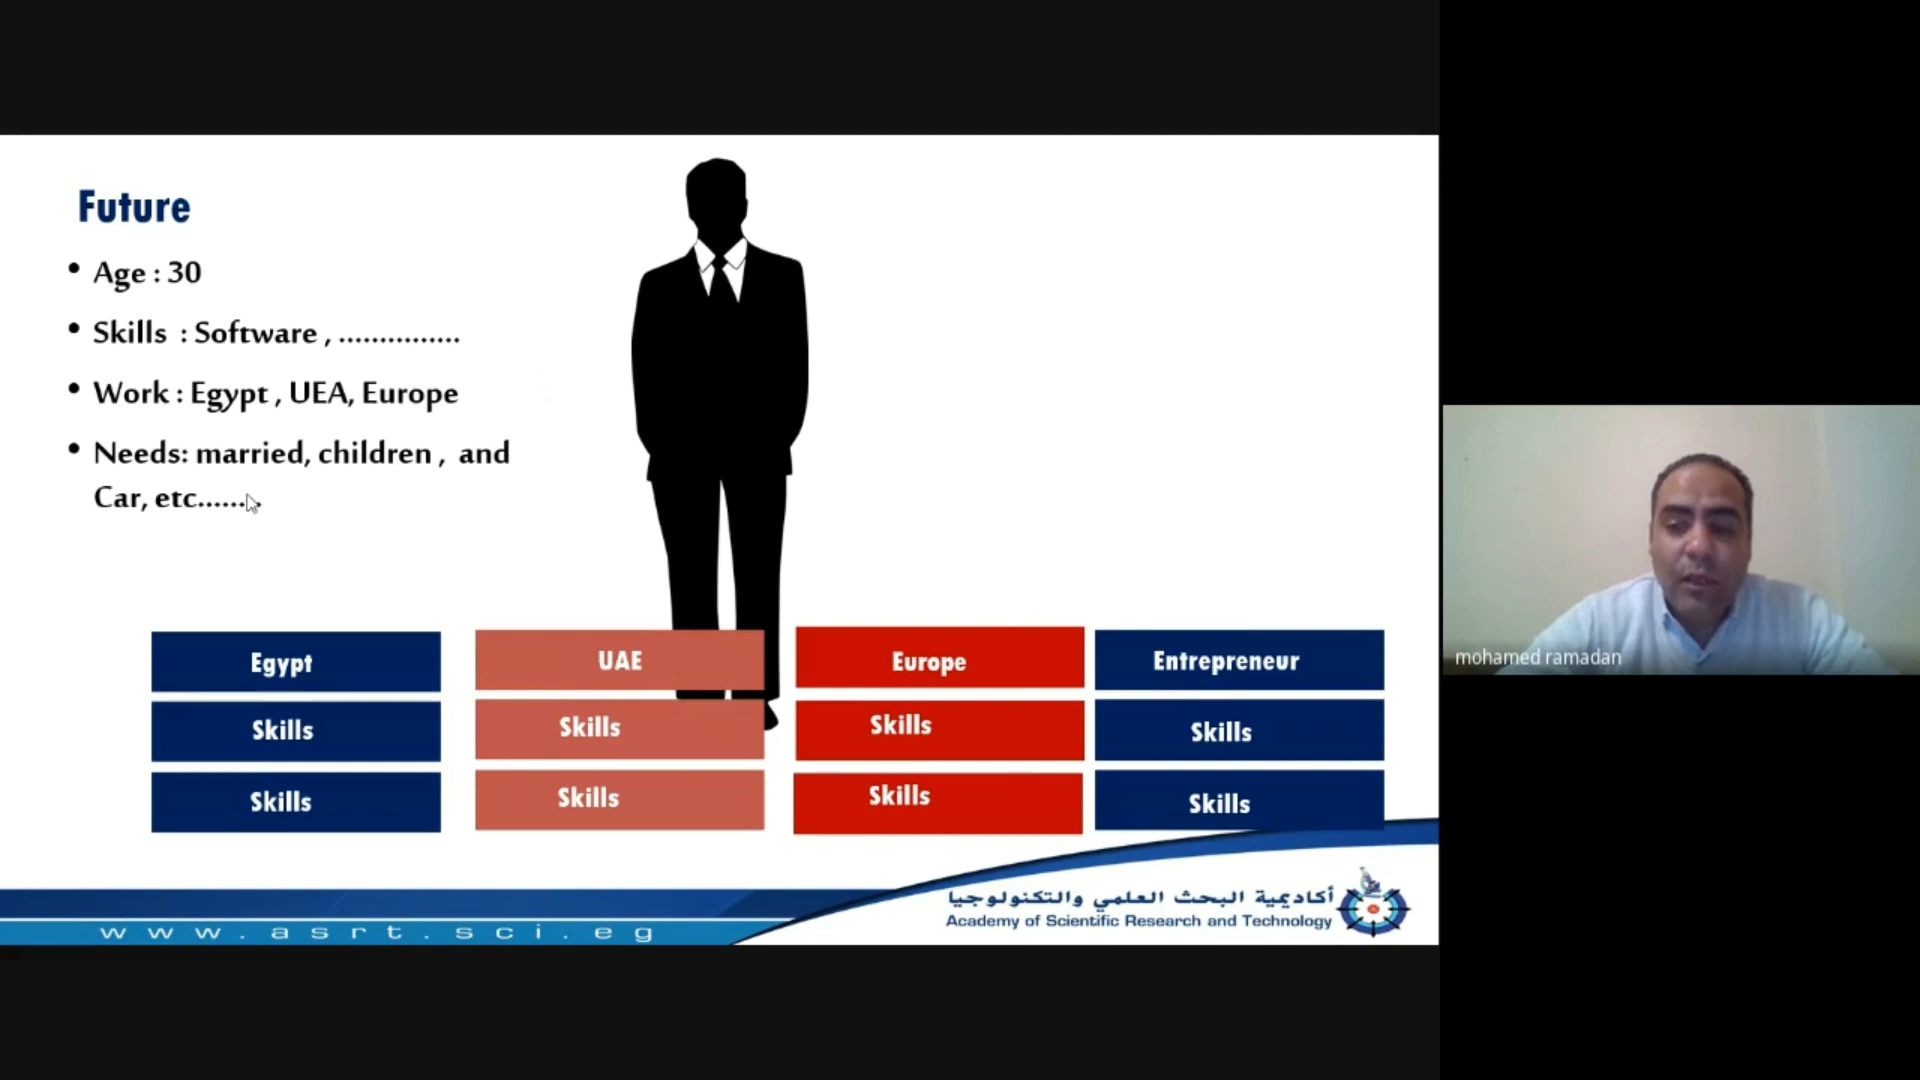 Future
• Age : 30
• Skills : Software , ...............
• Work : Egypt , UEA, Europe
• Needs: married, children , and
Car, etc........
Egypt
UAE
Europe
Entrepreneur
Skills
Skills
Skills
Skills
Skills
Skills
Skills
Skills
mohamed ramadan
أكاديمية البحث العلمي والتكنولوجيا
Academy of Scientific Research and Technology
www.asrt.sci.eg